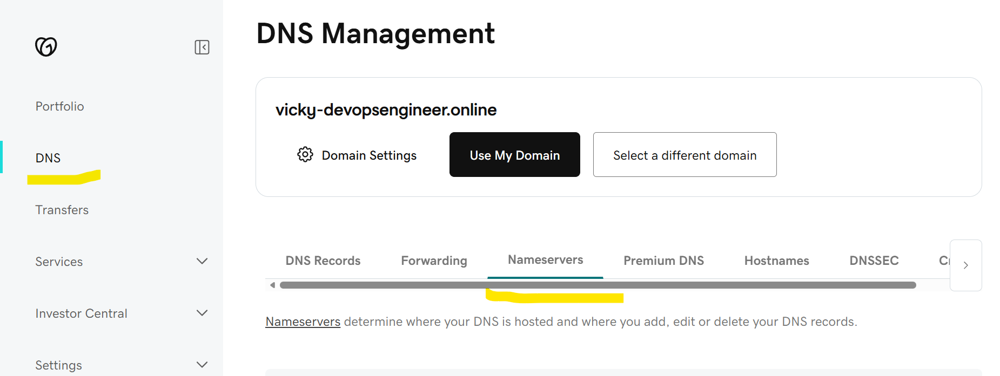 DNS Management
Portfolio
DNS
Transfers
Services
Investor Central
Settings
vicky-devopsengineer.online
Domain Settings
Use My Domain
Select a different domain
DNS Records
Forwarding
Nameservers
Premium DNS
Hostnames
DNSSEC
Nameservers determine where your DNS is hosted and where you add, edit or delete your DNS records.